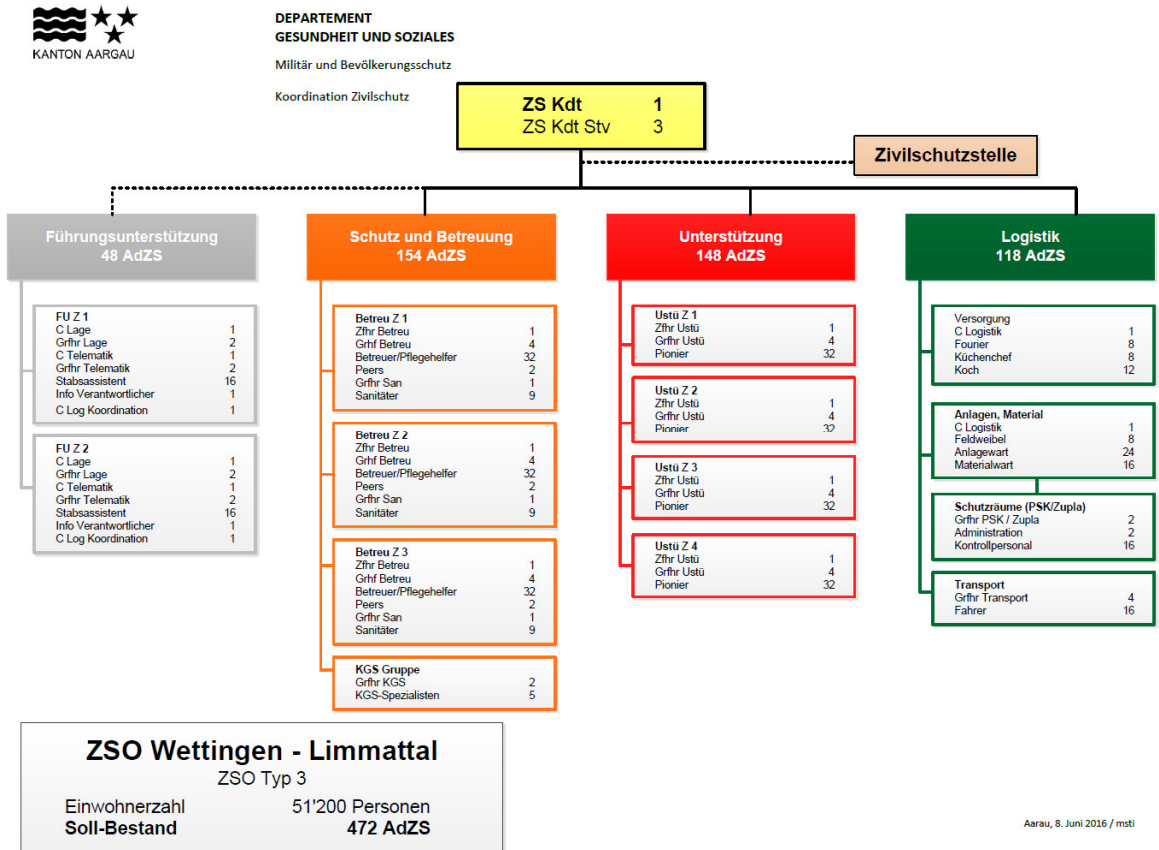 KANTON AARGAU
DEPARTEMENT
GESUNDHEIT UND SOZIALES
Militär und Bevölkerungsschutz
Koordination Zivilschutz
ZS Kdt 1
ZS Kdt Stv 3
Zivilschutzstelle
Führungsunterstützung
48 AdZS
FU Z 1
C Lage 1
Grfhr Lage 2
C Telematik 1
Grfhr Telematik 2
Stabsassistent 16
Info Verantwortlicher 1
C Log Koordination 1
FU Z 2
C Lage 1
Grfhr Lage 2
C Telematik 1
Grfhr Telematik 2
Stabsassistent 16
Info Verantwortlicher 1
C Log Koordination 1
Schutz und Betreuung
154 AdZS
Betreu Z 1
Zfhr Betreu 1
Grhf Betreu 4
Betreuer/Pflegehelfer 32
Peers 2
Grfhr San 1
Sanitäter 9
Betreu Z 2
Zfhr Betreu 1
Grhf Betreu 4
Betreuer/Pflegehelfer 32
Peers 2
Grfhr San 1
Sanitäter 9
Betreu Z 3
Zfhr Betreu 1
Grhf Betreu 4
Betreuer/Pflegehelfer 32
Peers 2
Grfhr San 1
Sanitäter 9
KGS Gruppe
Grfhr KGS 2
KGS-Spezialisten 5
Unterstützung
148 AdZS
Ustü Z 1
Zfhr Ustü 1
Grfhr Ustü 4
Pionier 32
Ustü Z 2
Zfhr Ustü 1
Grfhr Ustü 4
Pionier 32
Ustü Z 3
Zfhr Ustü 1
Grfhr Ustü 4
Pionier 32
Ustü Z 4
Zfhr Ustü 1
Grfhr Ustü 4
Pionier 32
Logistik
118 AdZS
Versorgung
C Logistik 1
Fourier 8
Küchenchef 8
Koch 12
Anlagen, Material
C Logistik 1
Feldweibel 8
Anlagewart 24
Materialwart 16
Schutzräume (PSK/Zupla)
Grfhr PSK / Zupla 2
Administration 2
Kontrollpersonal 16
Transport
Grfhr Transport 4
Fahrer 16
ZSO Wettingen - Limmattal
ZSO Typ 3
Einwohnerzahl 51'200 Personen
Soll-Bestand 472 AdZS
Aarau, 8. Juni 2016 / msti